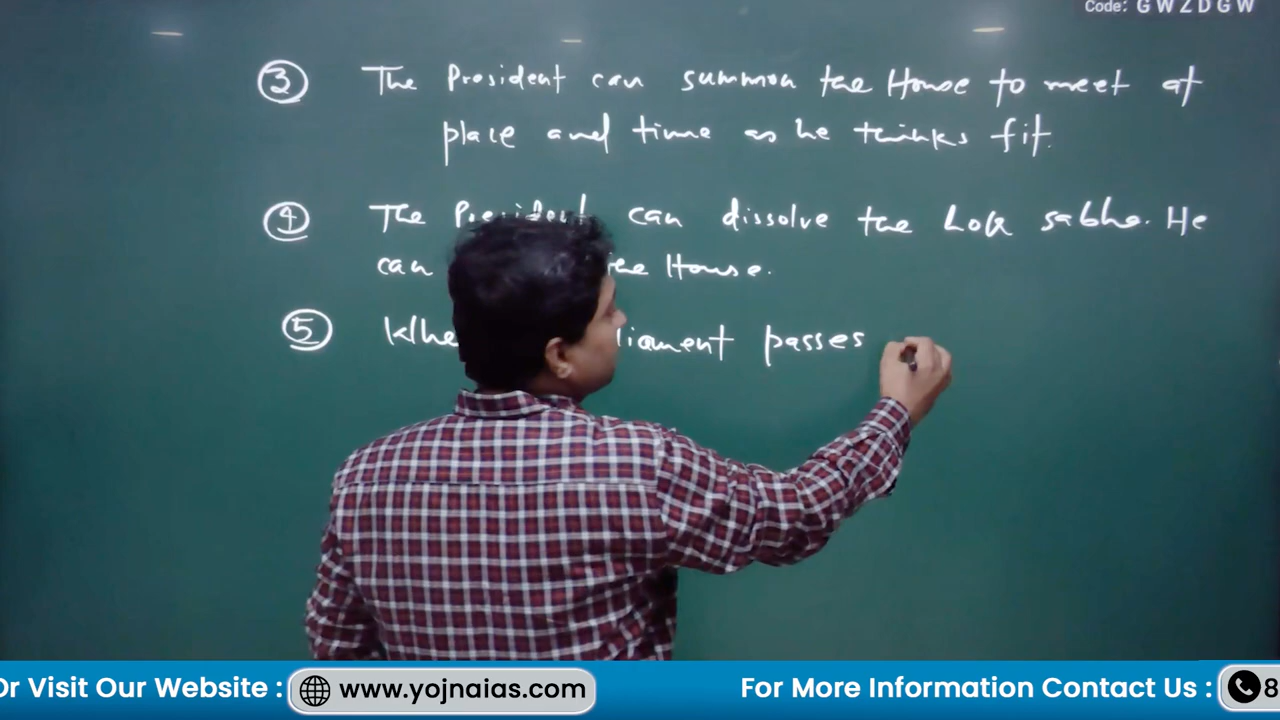 Code: GWZDGW
③ The President can summon the House to meet at
place and time as he thinks fit.
④ The President can dissolve the Lok sabha. He
can the House.
⑤ passes
Or Visit Our Website : www.yojnaias.com For More Information Contact Us : 8